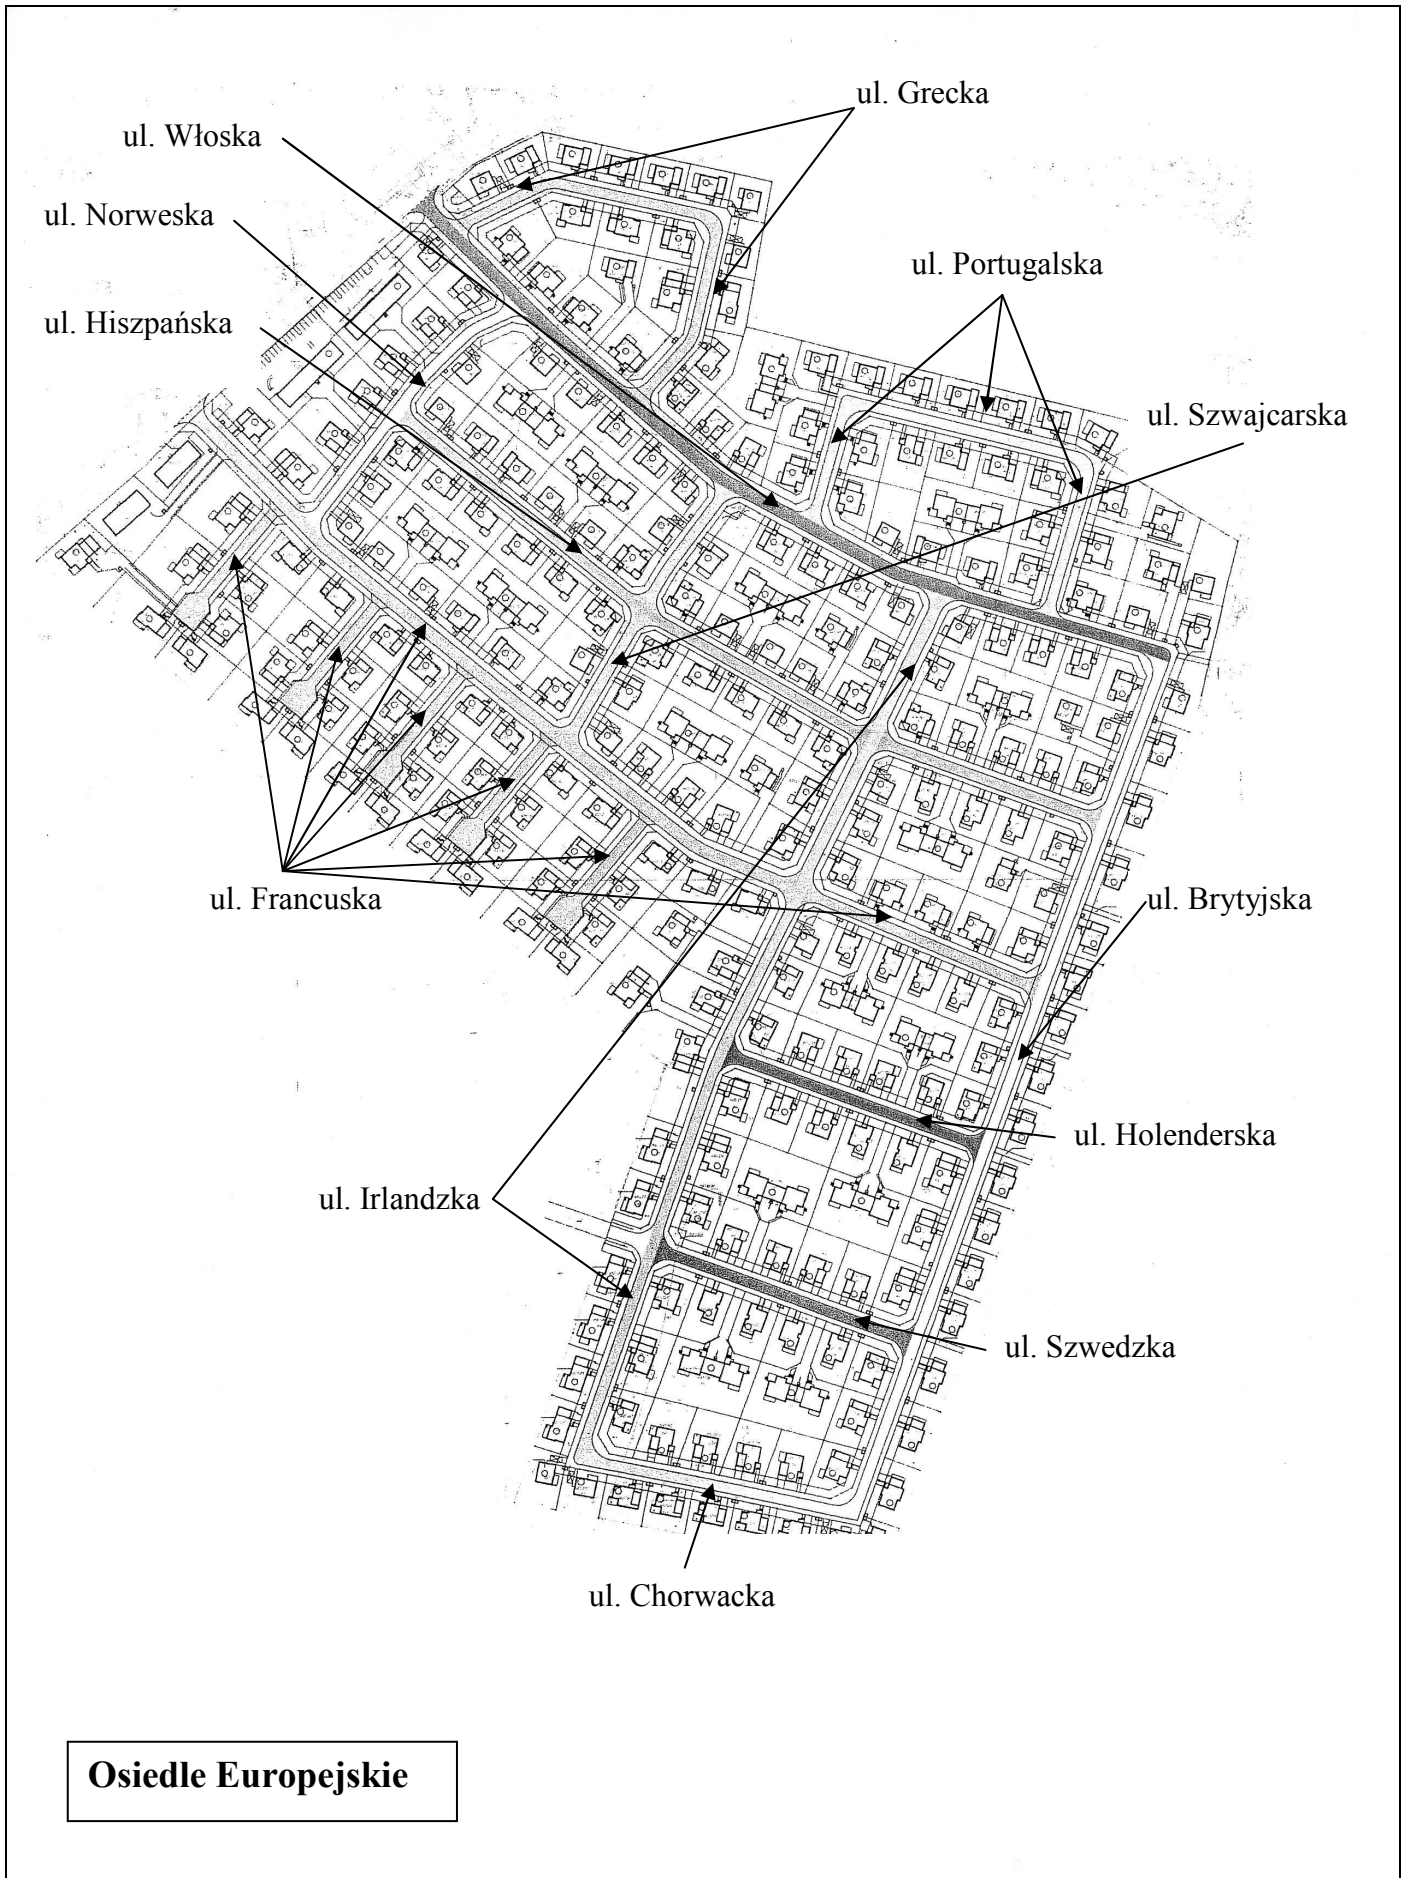 ul. Grecka
ul. Włoska
ul. Norweska
ul. Portugalska
ul. Hiszpańska
ul. Szwajcarska
ul. Francuska
ul. Brytyjska
ul. Holenderska
ul. Irlandzka
ul. Szwedzka
ul. Chorwacka
Osiedle Europejskie